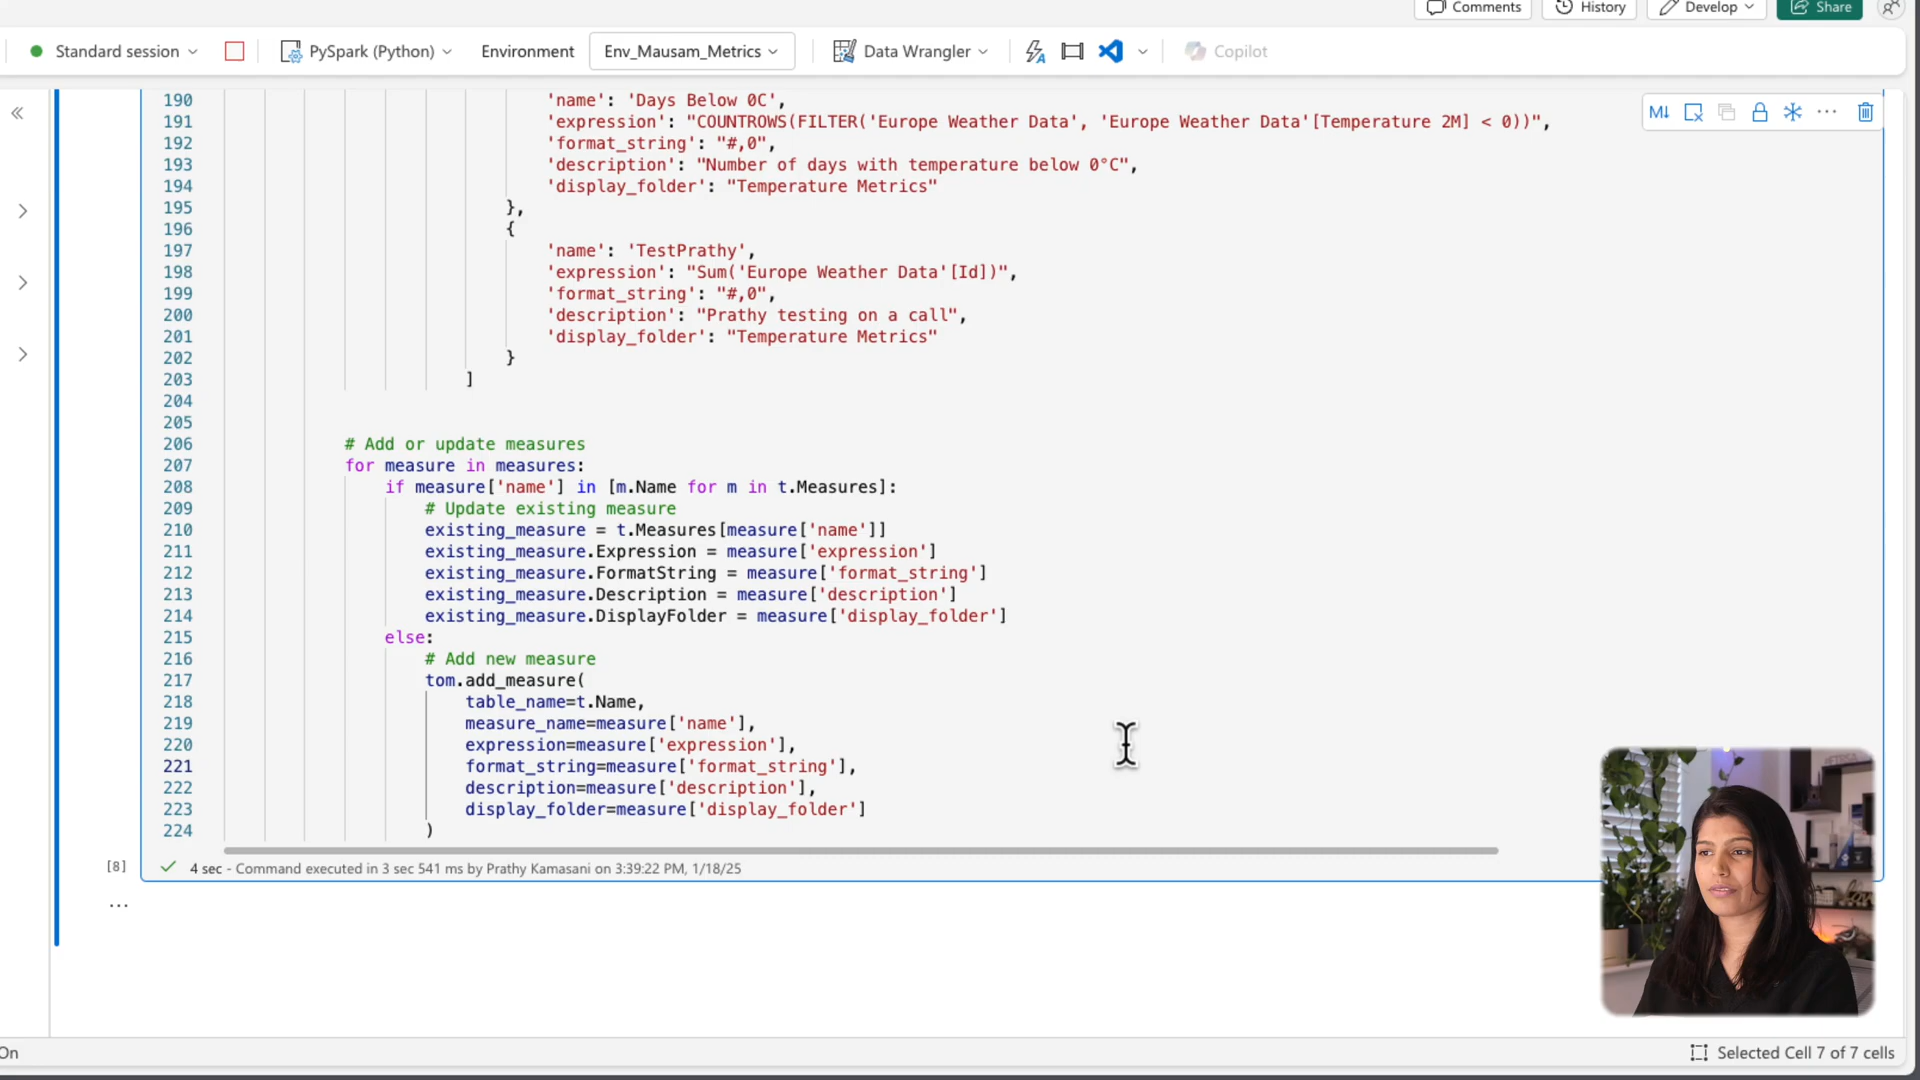 Comments
History
Develop
Share
Standard session
PySpark (Python)
Environment
Env_Mausam_Metrics
Data Wrangler
Copilot
190 'name': 'Days Below 0C',
191 'expression': "COUNTROWS(FILTER('Europe Weather Data', 'Europe Weather Data'[Temperature 2M] < 0))",
192 'format_string': "#,0",
193 'description': "Number of days with temperature below 0°C",
194 'display_folder': "Temperature Metrics"
195 },
196 {
197 'name': 'TestPrathy',
198 'expression': "Sum('Europe Weather Data'[Id])",
199 'format_string': "#,0",
200 'description': "Prathy testing on a call",
201 'display_folder': "Temperature Metrics"
202 }
203 ]
204
205
206 # Add or update measures
207 for measure in measures:
208 if measure['name'] in [m.Name for m in t.Measures]:
209 # Update existing measure
210 existing_measure = t.Measures[measure['name']]
211 existing_measure.Expression = measure['expression']
212 existing_measure.FormatString = measure['format_string']
213 existing_measure.Description = measure['description']
214 existing_measure.DisplayFolder = measure['display_folder']
215 else:
216 # Add new measure
217 tom.add_measure(
218 table_name=t.Name,
219 measure_name=measure['name'],
220 expression=measure['expression'],
221 format_string=measure['format_string'],
222 description=measure['description'],
223 display_folder=measure['display_folder']
224 )
[8] 4 sec - Command executed in 3 sec 541 ms by Prathy Kamasani on 3:39:22 PM, 1/18/25
On
Selected Cell 7 of 7 cells